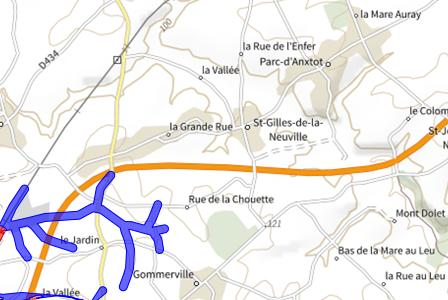 la Mare Auray
100
la Rue de l'Enfer
D434
Parc-d'Anxtot
la Vallée
le Colom
la Grande Rue
St-Gilles-de-la-
Neuville
St-J
Rue de la Chouette
Mont Dolet
121
le Jardin
Bas de la Mare au Leu
Gommerville
la Rue au Leu
la Vallée